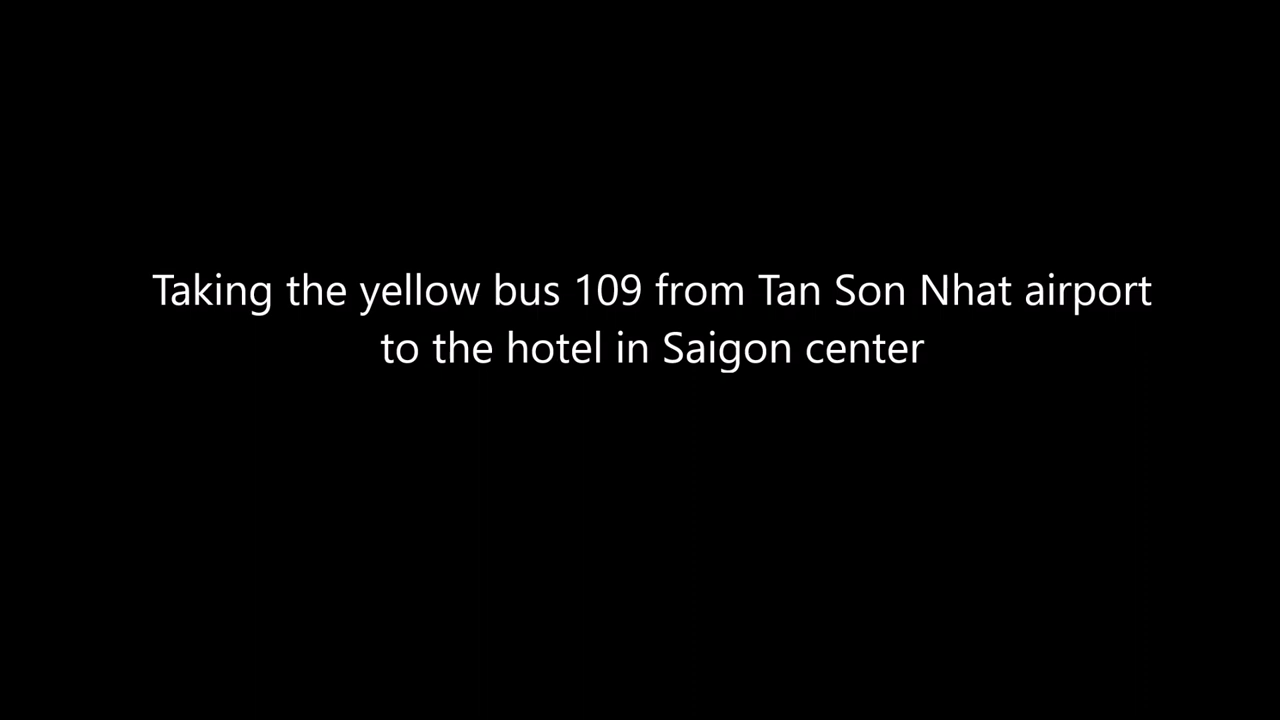 Taking the yellow bus 109 from Tan Son Nhat airport
to the hotel in Saigon center